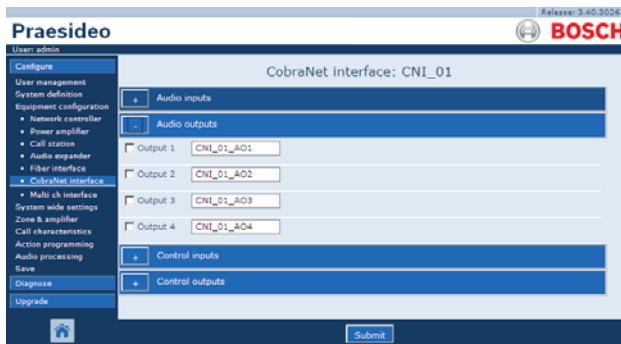 Release: 3.40.3026
Praesideo
BOSCH
User: admin
Configure
User management
System definition
Equipment configuration
Network controller
Power amplifier
Call station
Audio expander
Fiber interface
CobraNet interface
Multi ch interface
System wide settings
Zone & amplifier
Call characteristics
Action programming
Audio processing
Save
Diagnose
Upgrade
CobraNet interface: CNI_01
+ Audio inputs
- Audio outputs
Output 1 CNI_01_AO1
Output 2 CNI_01_AO2
Output 3 CNI_01_AO3
Output 4 CNI_01_AO4
+ Control inputs
+ Control outputs
Submit